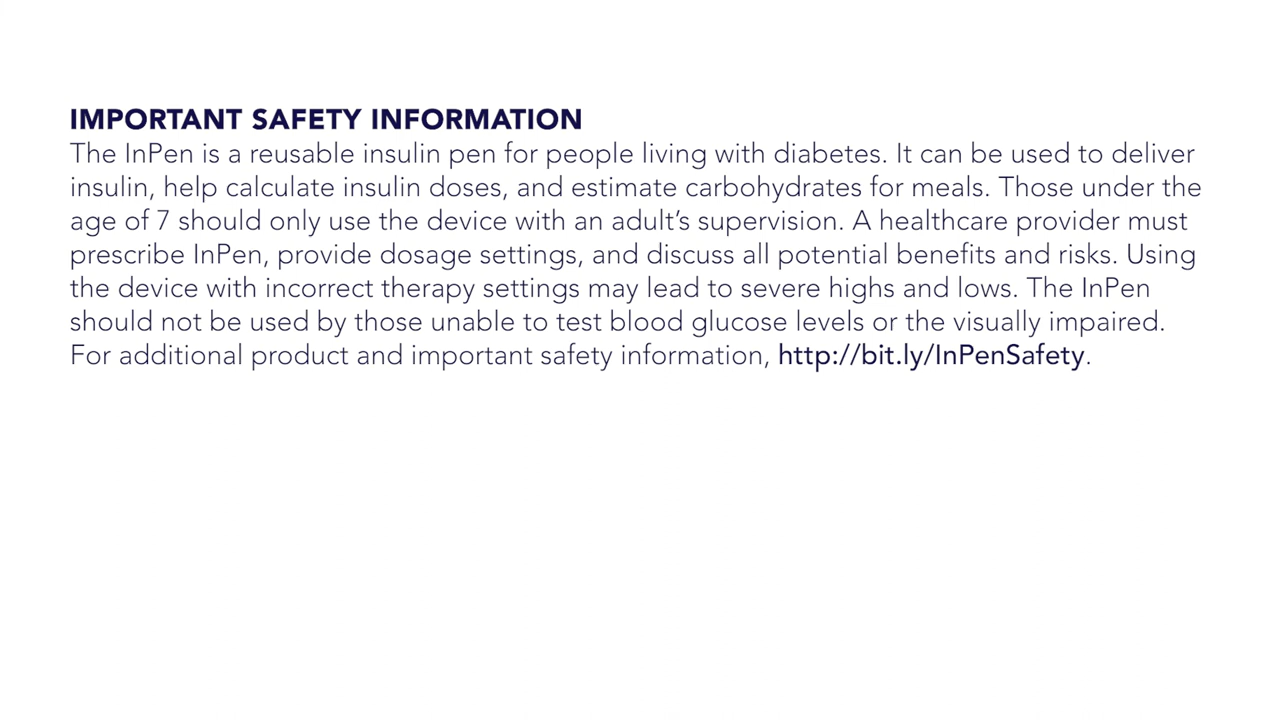 IMPORTANT SAFETY INFORMATION
The InPen is a reusable insulin pen for people living with diabetes. It can be used to deliver
insulin, help calculate insulin doses, and estimate carbohydrates for meals. Those under the
age of 7 should only use the device with an adult’s supervision. A healthcare provider must
prescribe InPen, provide dosage settings, and discuss all potential benefits and risks. Using
the device with incorrect therapy settings may lead to severe highs and lows. The InPen
should not be used by those unable to test blood glucose levels or the visually impaired.
For additional product and important safety information, http://bit.ly/InPenSafety.